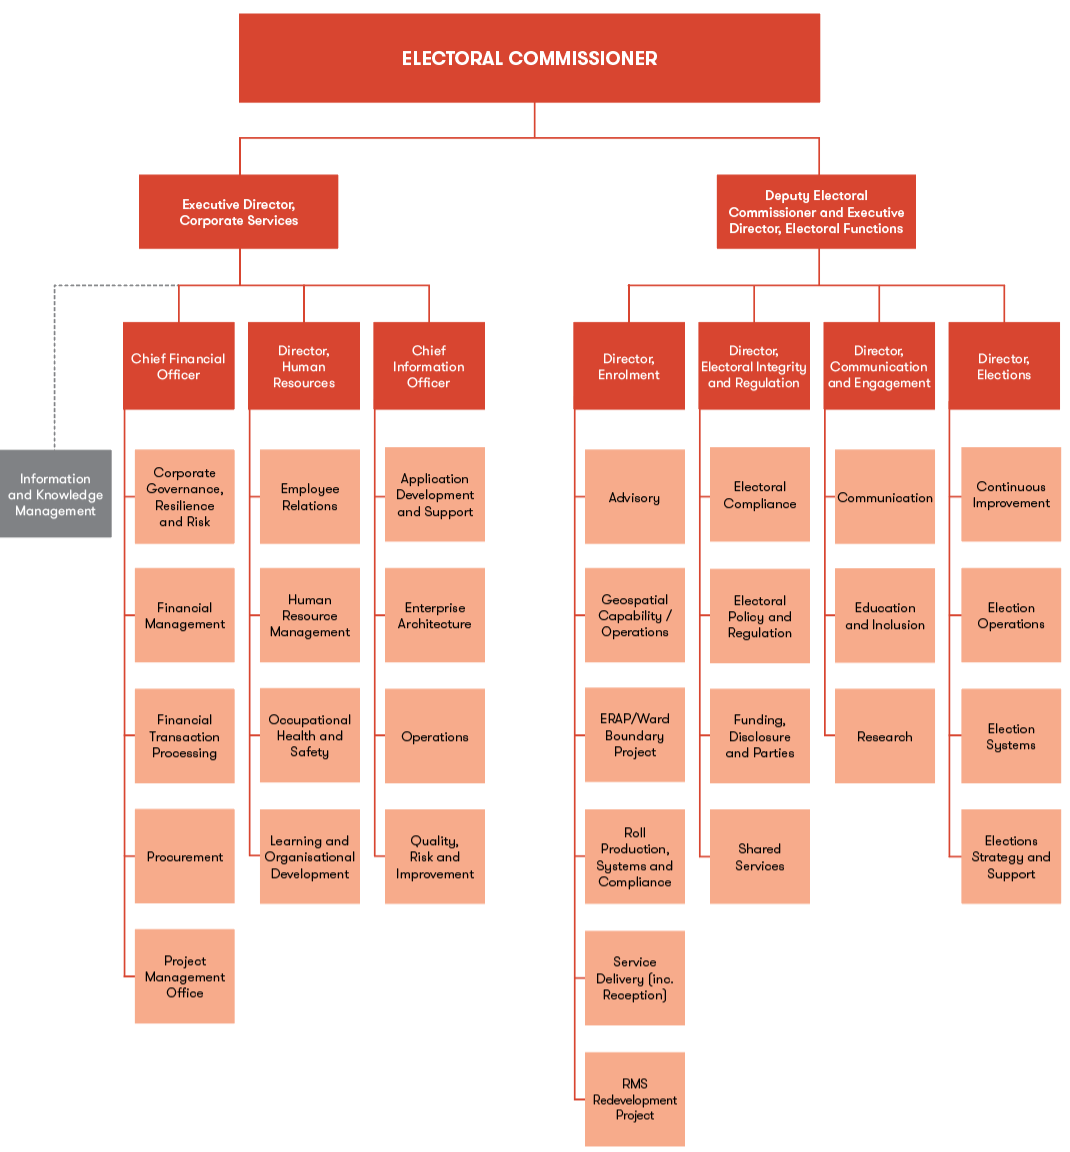 ELECTORAL COMMISSIONER
Executive Director,
Corporate Services
Deputy Electoral
Commissioner and Executive
Director, Electoral Functions
Chief Financial
Officer
Director,
Human
Resources
Chief
Information
Officer
Director,
Enrolment
Director,
Electoral Integrity
and Regulation
Director,
Communication
and Engagement
Director,
Elections
Information
and Knowledge
Management
Corporate
Governance,
Resilience
and Risk
Employee
Relations
Application
Development
and Support
Advisory
Electoral
Compliance
Communication
Continuous
Improvement
Financial
Management
Human
Resource
Management
Enterprise
Architecture
Geospatial
Capability /
Operations
Electoral
Policy and
Regulation
Education
and Inclusion
Election
Operations
Financial
Transaction
Processing
Occupational
Health and
Safety
Operations
ERAP/Ward
Boundary
Project
Funding,
Disclosure
and Parties
Research
Election
Systems
Procurement
Learning and
Organisational
Development
Quality,
Risk and
Improvement
Roll
Production,
Systems and
Compliance
Shared
Services
Elections
Strategy and
Support
Project
Management
Office
Service
Delivery (inc.
Reception)
RMS
Redevelopment
Project